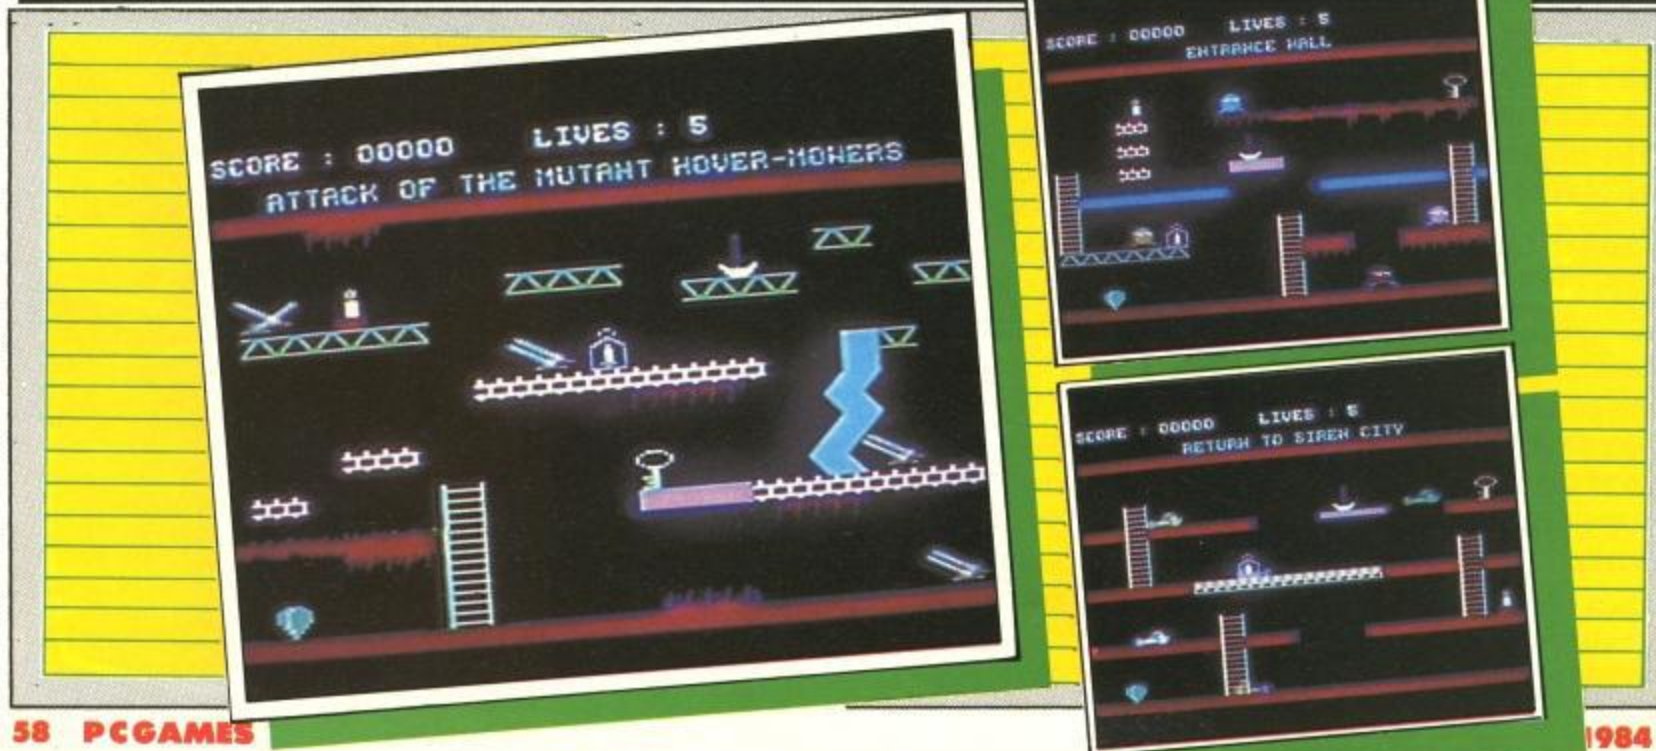 SCORE : 00000 LIVES : 5
ATTACK OF THE MUTANT HOVER-MOWERS
SCORE : 00000 LIVES : 5
ENTRANCE HALL
SCORE : 00000 LIVES : 5
RETURN TO SIREN CITY
58 PCGAMES
1984